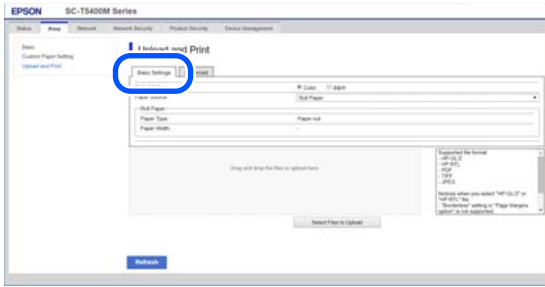 EPSON SC-T5400M Series
Status Print Network Network Security Product Security Device Management
Basic
Custom Paper Setting
Upload and Print
Upload and Print
Basic Settings
Color
Paper Source Roll Paper
Roll Paper
Paper Type Paper out
Paper Width -
Drag and drop the files to upload here.
Supported file format
- HP-GL/2
- HP RTL
- PDF
- TIFF
- JPEG
Notices when you select "HP-GL/2" or
"HP RTL" file
- "Borderless" setting in "Page Margins
option" is not supported
Select Files to Upload
Refresh